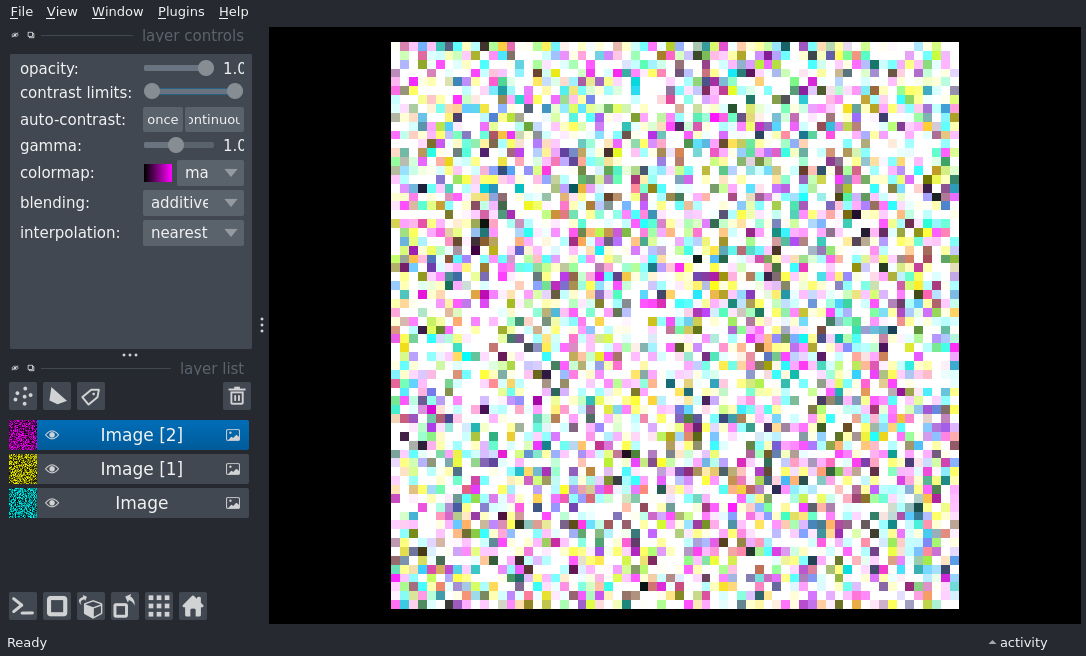 File View Window Plugins Help
layer controls
opacity: 1.0
contrast limits:
auto-contrast: once ontinuou
gamma: 1.0
colormap: ma
blending: additive
interpolation: nearest
layer list
Image [2]
Image [1]
Image
Ready activity